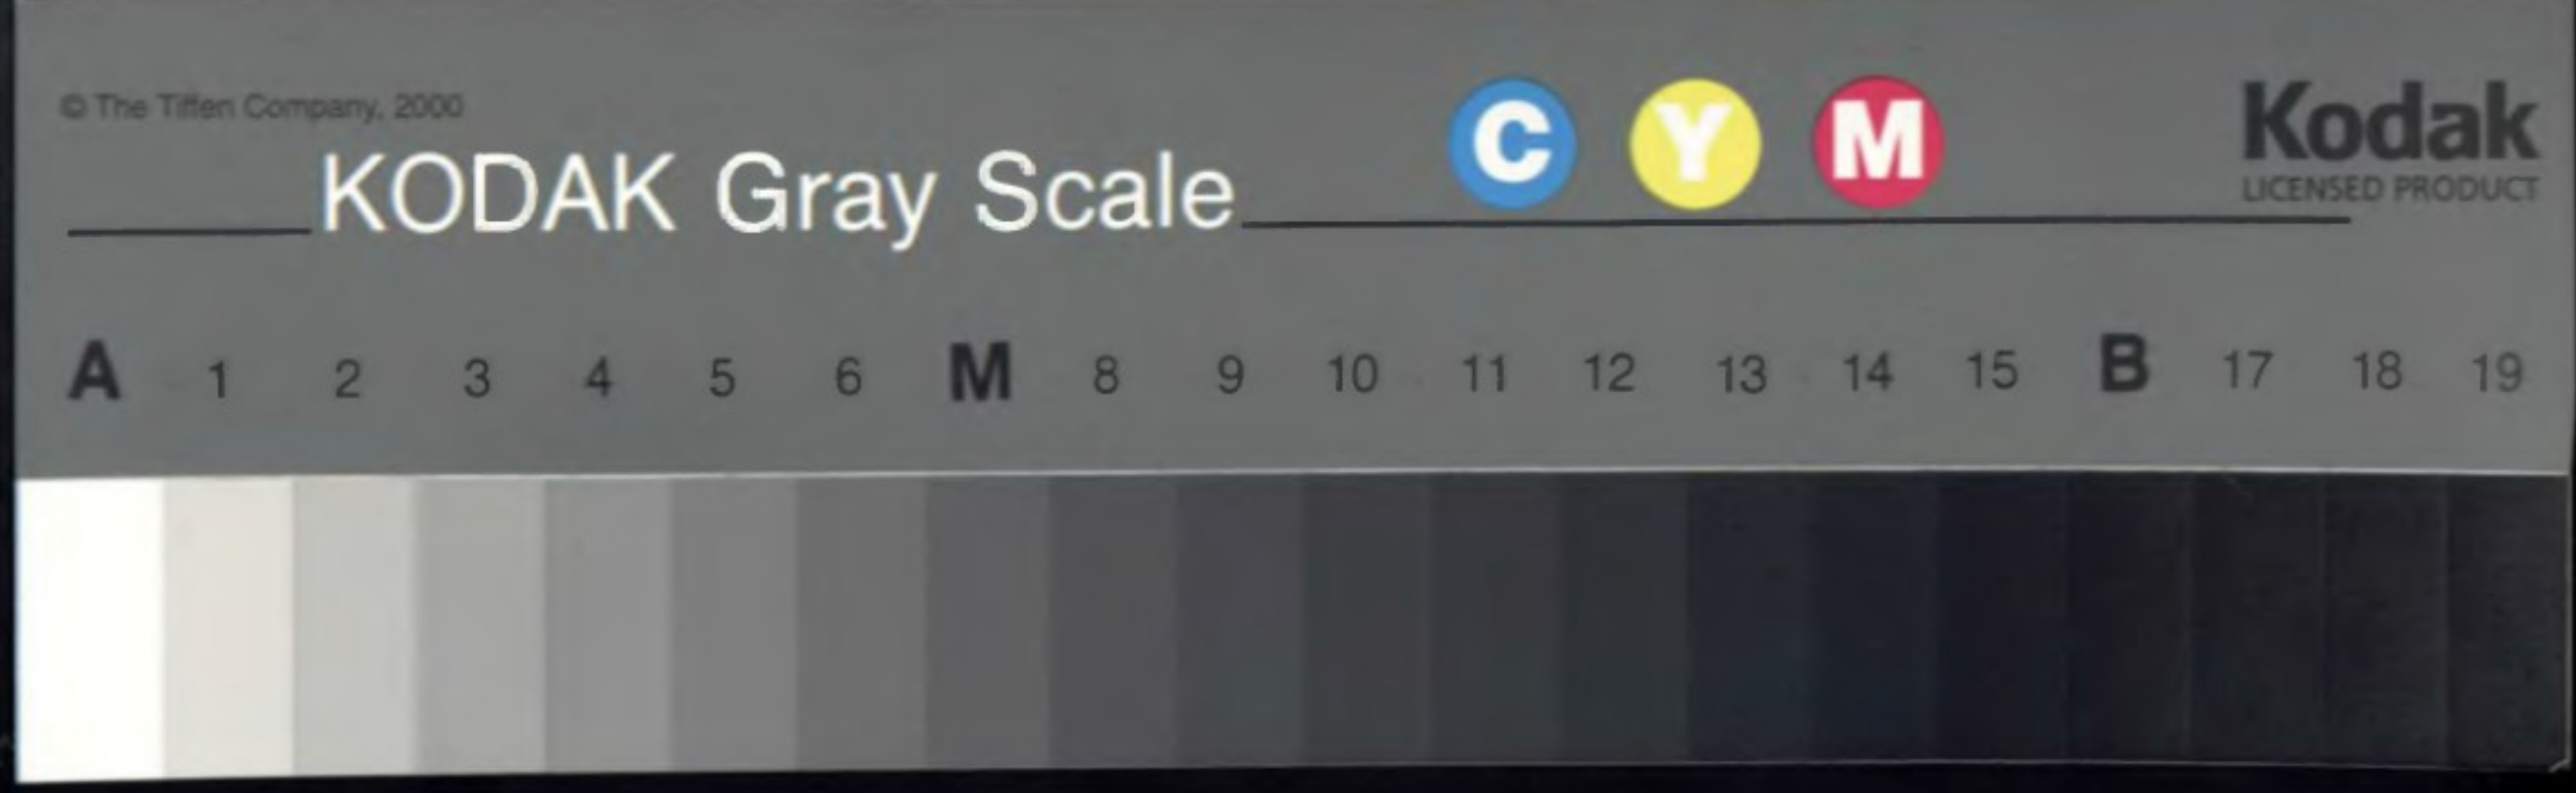 © The Tiffen Company, 2000
KODAK Gray Scale
C Y M
Kodak
LICENSED PRODUCT
A 1 2 3 4 5 6 M 8 9 10 11 12 13 14 15 B 17 18 19